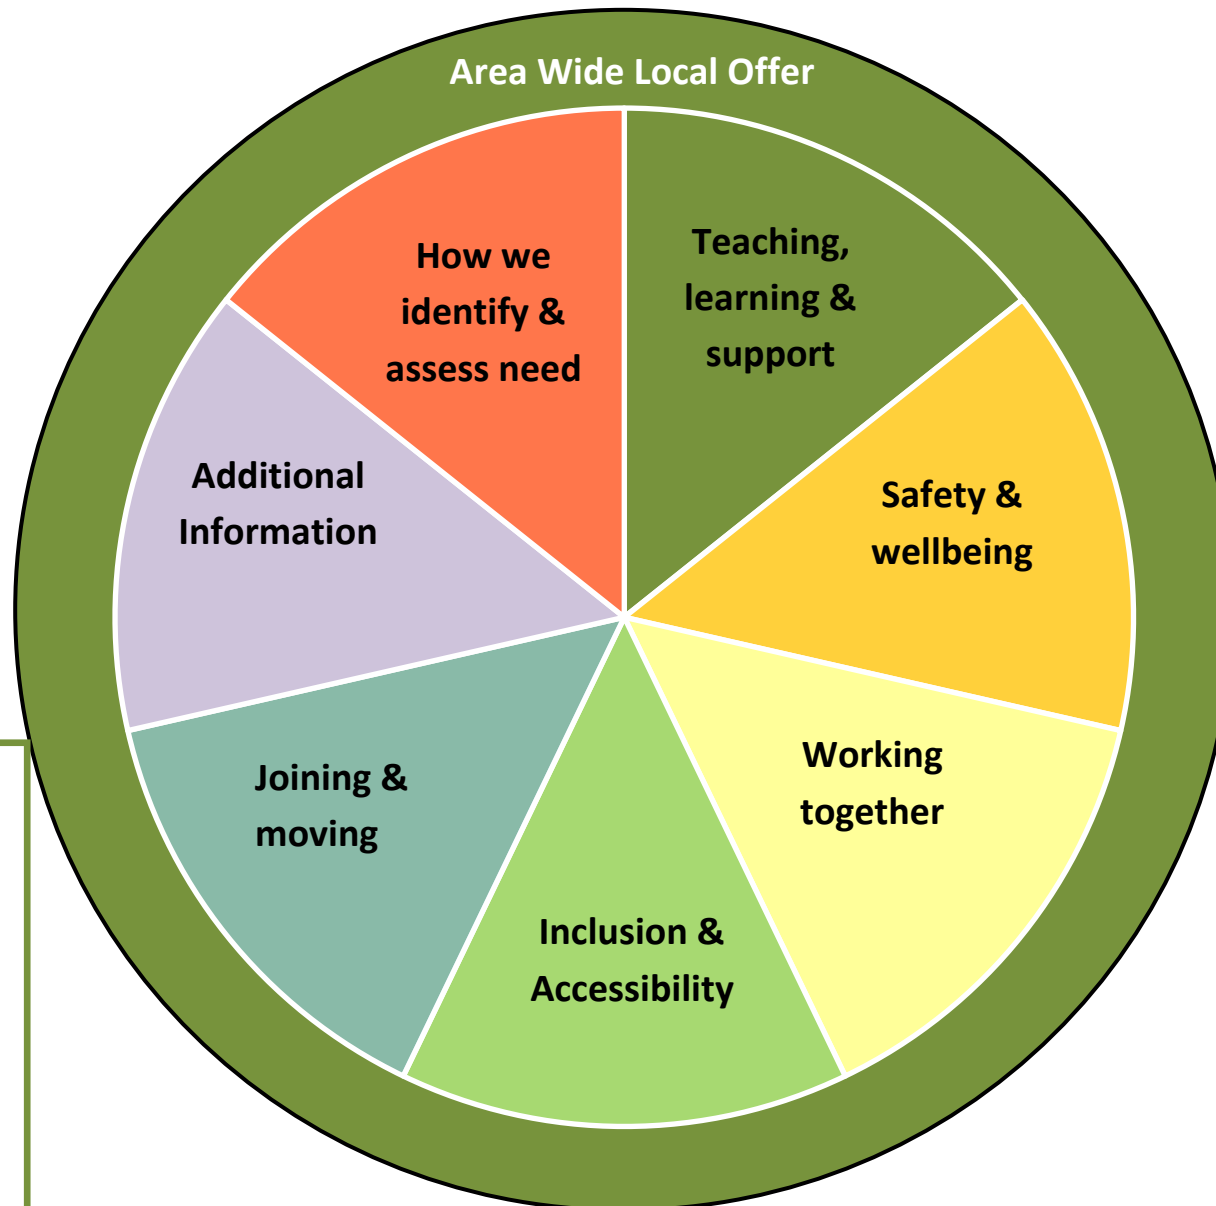 Area Wide Local Offer
How we
identify &
assess need
Teaching,
learning &
support
Additional
Information
Safety &
wellbeing
Joining &
moving
Working
together
Inclusion &
Accessibility